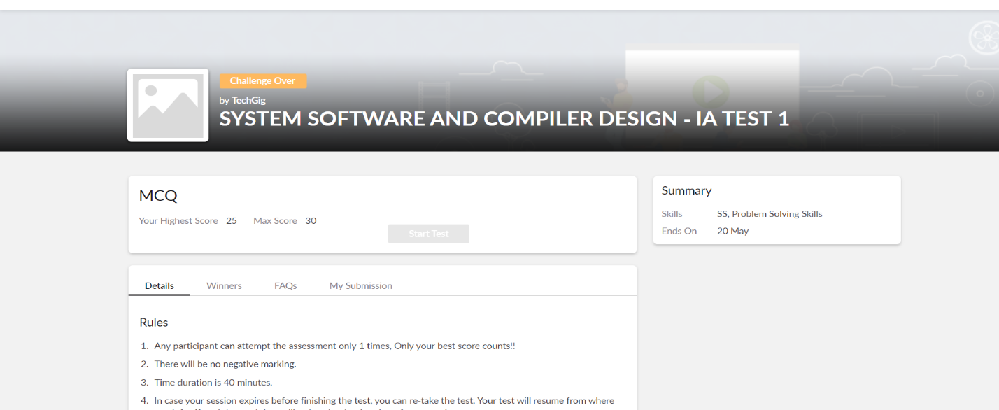 Challenge Over
by TechGig
SYSTEM SOFTWARE AND COMPILER DESIGN - IA TEST 1
MCQ
Your Highest Score 25 Max Score 30
Start Test
Summary
Skills SS, Problem Solving Skills
Ends On 20 May
Details Winners FAQs My Submission
Rules
1. Any participant can attempt the assessment only 1 times, Only your best score counts!!
2. There will be no negative marking.
3. Time duration is 40 minutes.
4. In case your session expires before finishing the test, you can re-take the test. Your test will resume from where